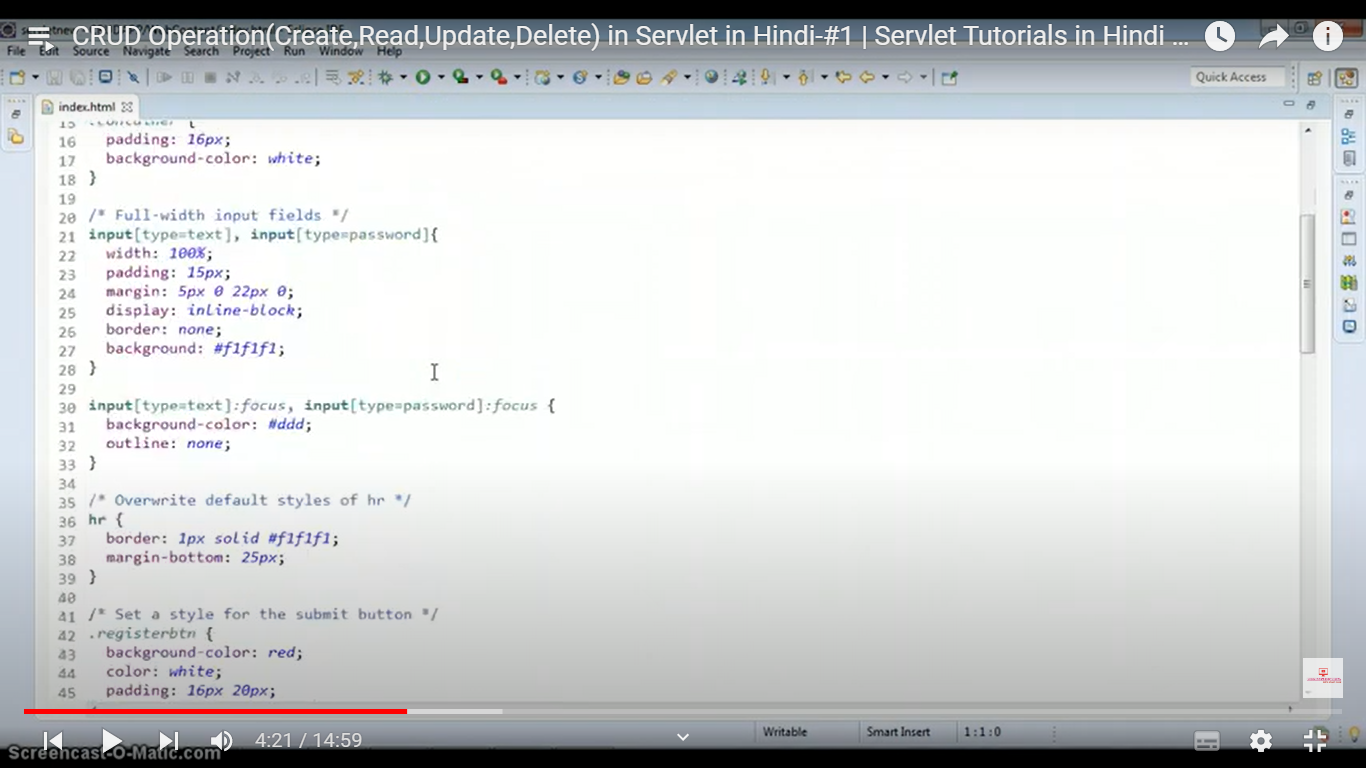 CRUD Operation(Create,Read,Update,Delete) in Servlet in Hindi-#1 | Servlet Tutorials in Hindi ...
File Edit Source Navigate Search Project Run Window Help
Quick Access
index.html
15 .container {
16 padding: 16px;
17 background-color: white;
18 }
19
20 /* Full-width input fields */
21 input[type=text], input[type=password]{
22 width: 100%;
23 padding: 15px;
24 margin: 5px 0 22px 0;
25 display: inline-block;
26 border: none;
27 background: #f1f1f1;
28 }
29
30 input[type=text]:focus, input[type=password]:focus {
31 background-color: #ddd;
32 outline: none;
33 }
34
35 /* Overwrite default styles of hr */
36 hr {
37 border: 1px solid #f1f1f1;
38 margin-bottom: 25px;
39 }
40
41 /* Set a style for the submit button */
42 .registerbtn {
43 background-color: red;
44 color: white;
45 padding: 16px 20px;
4:21 / 14:59
Writable
Smart Insert
1:1:0
Screencast-O-Matic.com